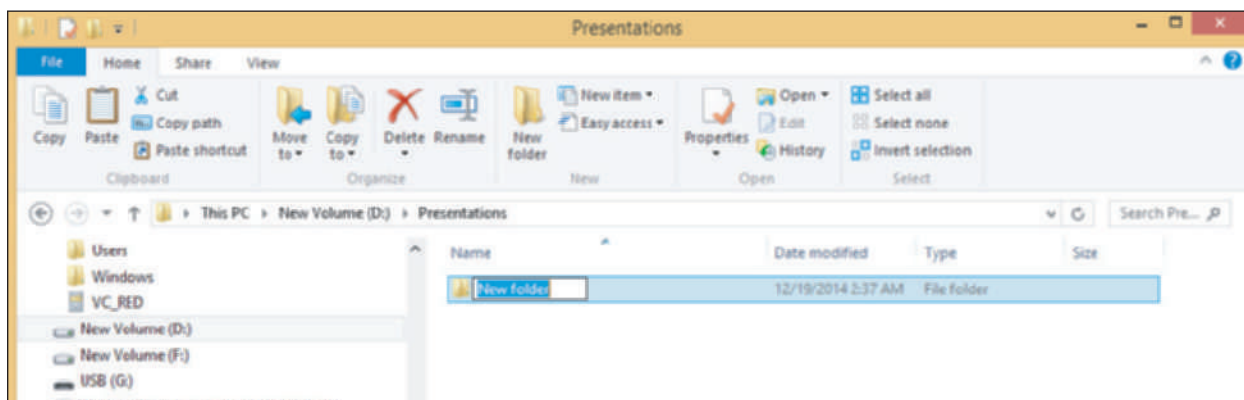 Presentations
File Home Share View
Copy
Paste
Cut
Copy path
Paste shortcut
Clipboard
Move to
Copy to
Delete
Rename
Organize
New folder
New item
Easy access
New
Properties
Open
Edit
History
Open
Select all
Select none
Invert selection
Select
This PC New Volume (D:) Presentations
Search Pre...
Users
Windows
VC_RED
New Volume (D:)
New Volume (F:)
USB (G:)
Name Date modified Type Size
New folder 12/19/2014 2:37 AM File folder